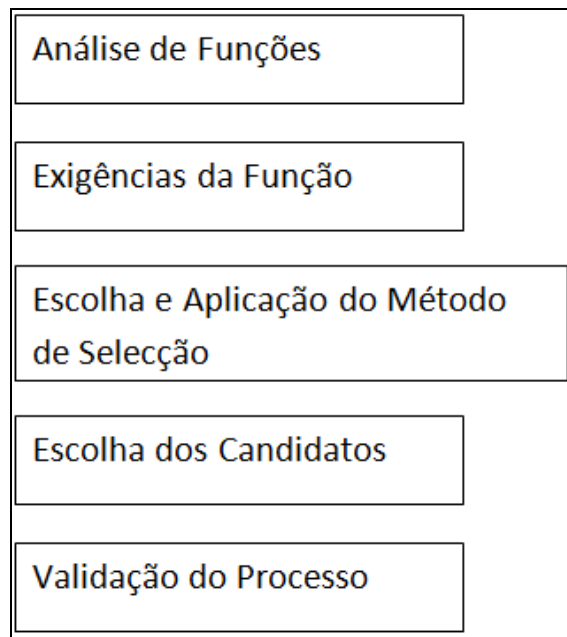 Análise de Funções
Exigências da Função
Escolha e Aplicação do Método
de Selecção
Escolha dos Candidatos
Validação do Processo